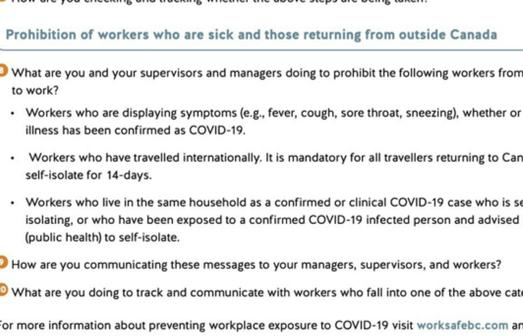 Prohibition of workers who are sick and those returning from outside Canada
What are you and your supervisors and managers doing to prohibit the following workers from
to work?
• Workers who are displaying symptoms (e.g., fever, cough, sore throat, sneezing), whether or
illness has been confirmed as COVID-19.
• Workers who have travelled internationally. It is mandatory for all travellers returning to Can
self-isolate for 14-days.
• Workers who live in the same household as a confirmed or clinical COVID-19 case who is se
isolating, or who have been exposed to a confirmed COVID-19 infected person and advised
(public health) to self-isolate.
How are you communicating these messages to your managers, supervisors, and workers?
What are you doing to track and communicate with workers who fall into one of the above cate
For more information about preventing workplace exposure to COVID-19 visit worksafebc.com an